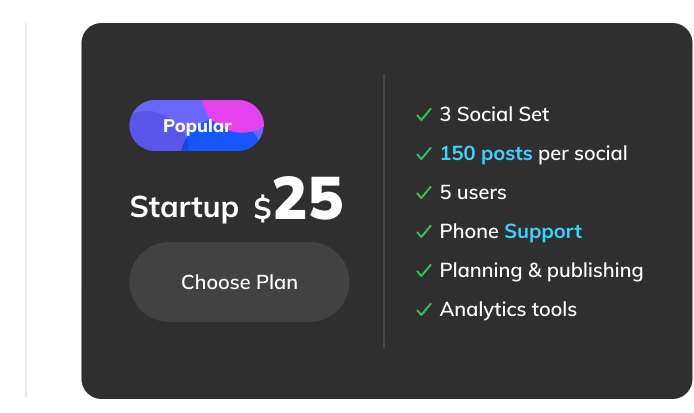 Popular
Startup $25
Choose Plan
3 Social Set
150 posts per social
5 users
Phone Support
Planning & publishing
Analytics tools